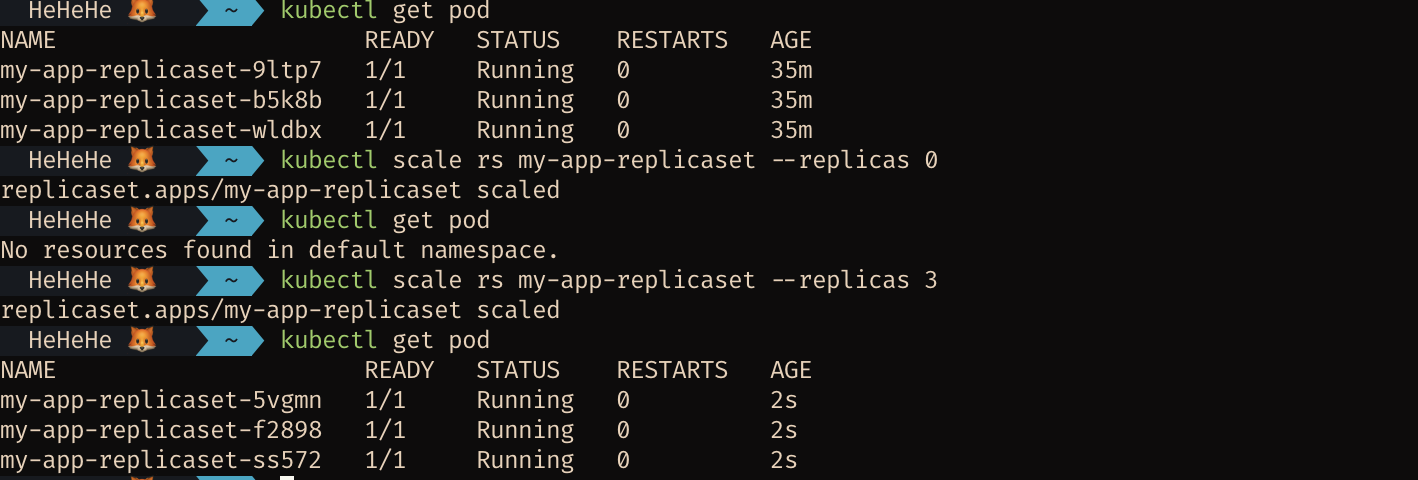 HeHeHe 🦊 ~ kubectl get pod
NAME READY STATUS RESTARTS AGE
my-app-replicaset-9ltp7 1/1 Running 0 35m
my-app-replicaset-b5k8b 1/1 Running 0 35m
my-app-replicaset-wldbx 1/1 Running 0 35m
HeHeHe 🦊 ~ kubectl scale rs my-app-replicaset --replicas 0
replicaset.apps/my-app-replicaset scaled
HeHeHe 🦊 ~ kubectl get pod
No resources found in default namespace.
HeHeHe 🦊 ~ kubectl scale rs my-app-replicaset --replicas 3
replicaset.apps/my-app-replicaset scaled
HeHeHe 🦊 ~ kubectl get pod
NAME READY STATUS RESTARTS AGE
my-app-replicaset-5vgmn 1/1 Running 0 2s
my-app-replicaset-f2898 1/1 Running 0 2s
my-app-replicaset-ss572 1/1 Running 0 2s